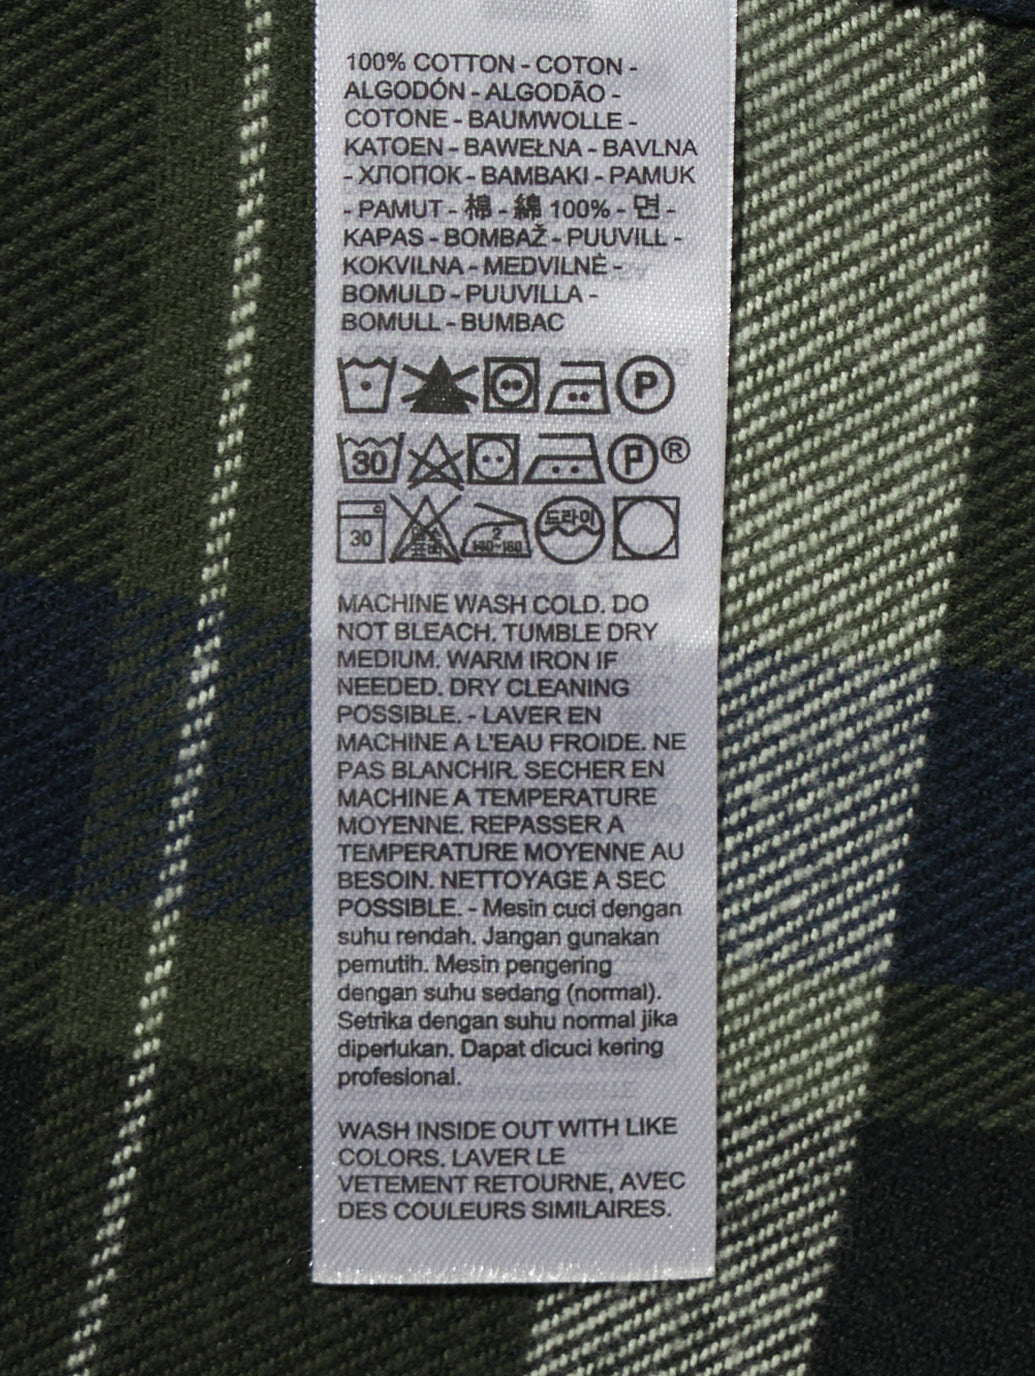 100% COTTON - COTON -
ALGODÓN - ALGODÃO -
COTONE - BAUMWOLLE -
KATOEN - BAWEŁNA - BAVLNA
- ХЛОПОК - BAMBAKI - PAMUK
- PAMUT - 棉 - 綿 100% - 면 -
KAPAS - BOMBAŽ - PUUVILL -
KOKVILNA - MEDVILNĖ -
BOMULD - PUUVILLA -
BOMULL - BUMBAC
P
30 P ®
30 2 140~160 드라이
MACHINE WASH COLD. DO
NOT BLEACH. TUMBLE DRY
MEDIUM. WARM IRON IF
NEEDED. DRY CLEANING
POSSIBLE. - LAVER EN
MACHINE A L'EAU FROIDE. NE
PAS BLANCHIR. SECHER EN
MACHINE A TEMPERATURE
MOYENNE. REPASSER A
TEMPERATURE MOYENNE AU
BESOIN. NETTOYAGE A SEC
POSSIBLE. - Mesin cuci dengan
suhu rendah. Jangan gunakan
pemutih. Mesin pengering
dengan suhu sedang (normal).
Setrika dengan suhu normal jika
diperlukan. Dapat dicuci kering
profesional.
WASH INSIDE OUT WITH LIKE
COLORS. LAVER LE
VETEMENT RETOURNE, AVEC
DES COULEURS SIMILAIRES.